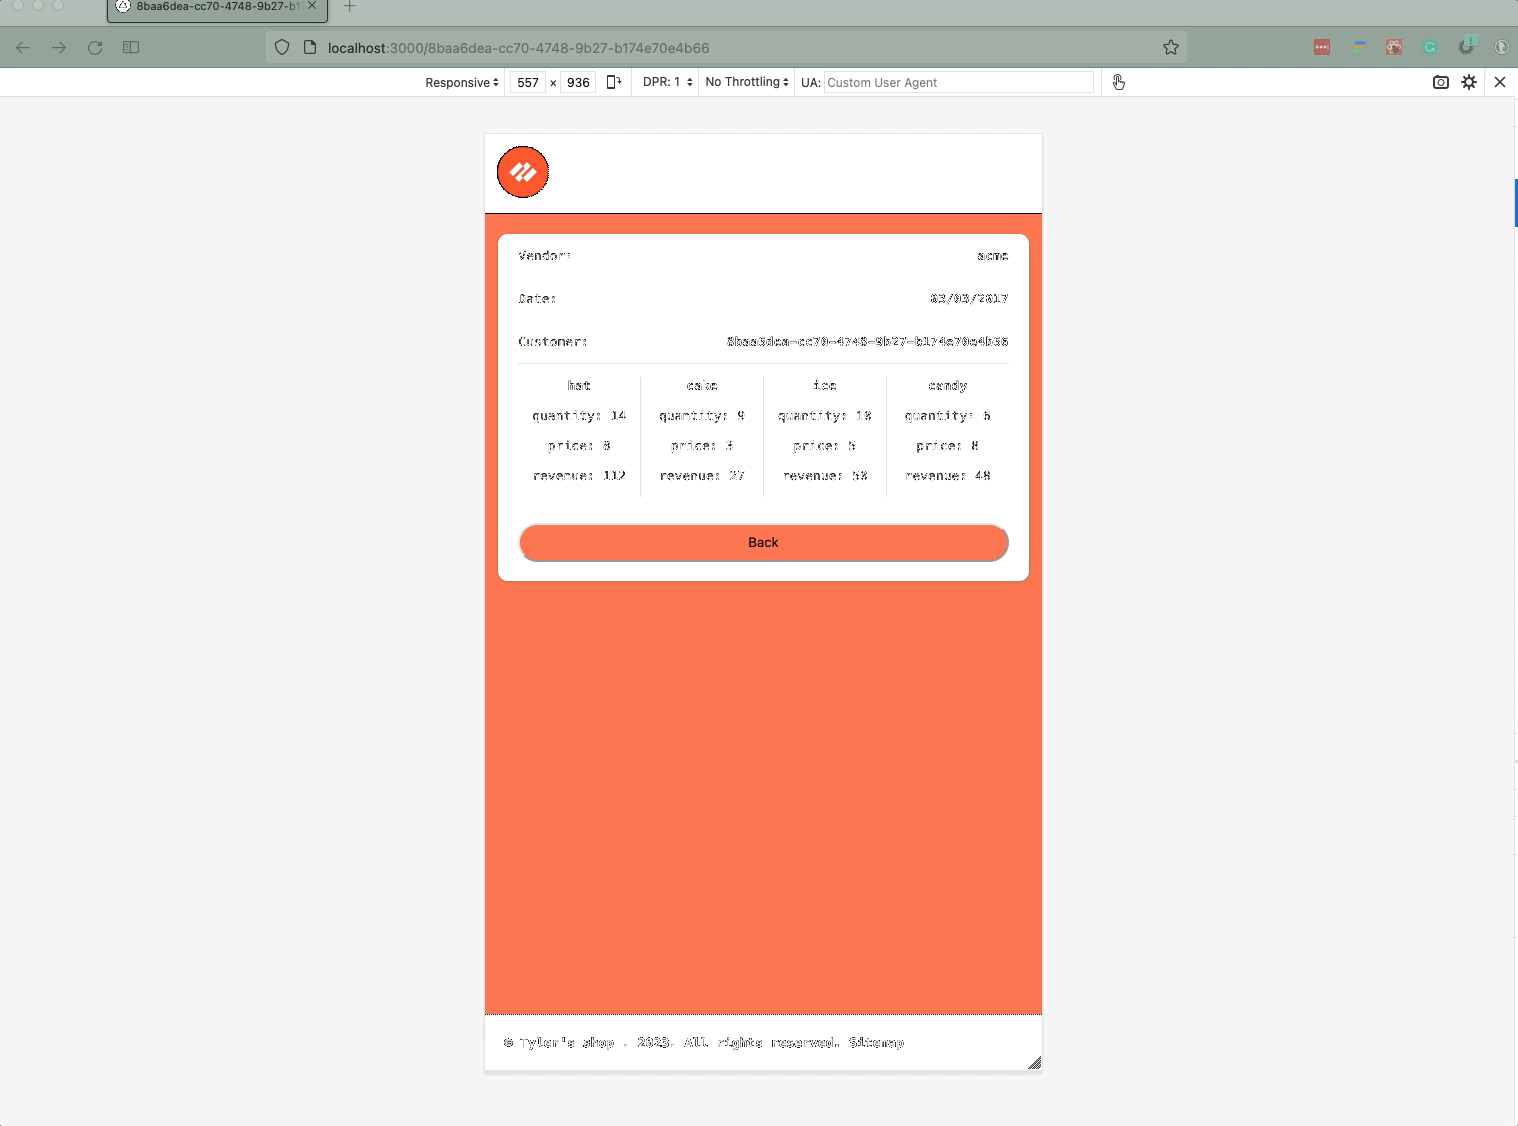 8baa6dea-cc70-4748-9b27-b1
localhost:3000/8baa6dea-cc70-4748-9b27-b174e70e4b66
Responsive 557 × 936 DPR: 1 No Throttling UA: Custom User Agent
Vendor: acme
Date: 03/03/2017
Customer: 8baa6dea-cc70-4748-9b27-b174e70e4b66
hat cake ice candy
quantity: 14 quantity: 9 quantity: 10 quantity: 6
price: 8 price: 3 price: 5 price: 8
revenue: 112 revenue: 27 revenue: 50 revenue: 48
Back
© Tyler's shop . 2023. All rights reserved. Sitemap